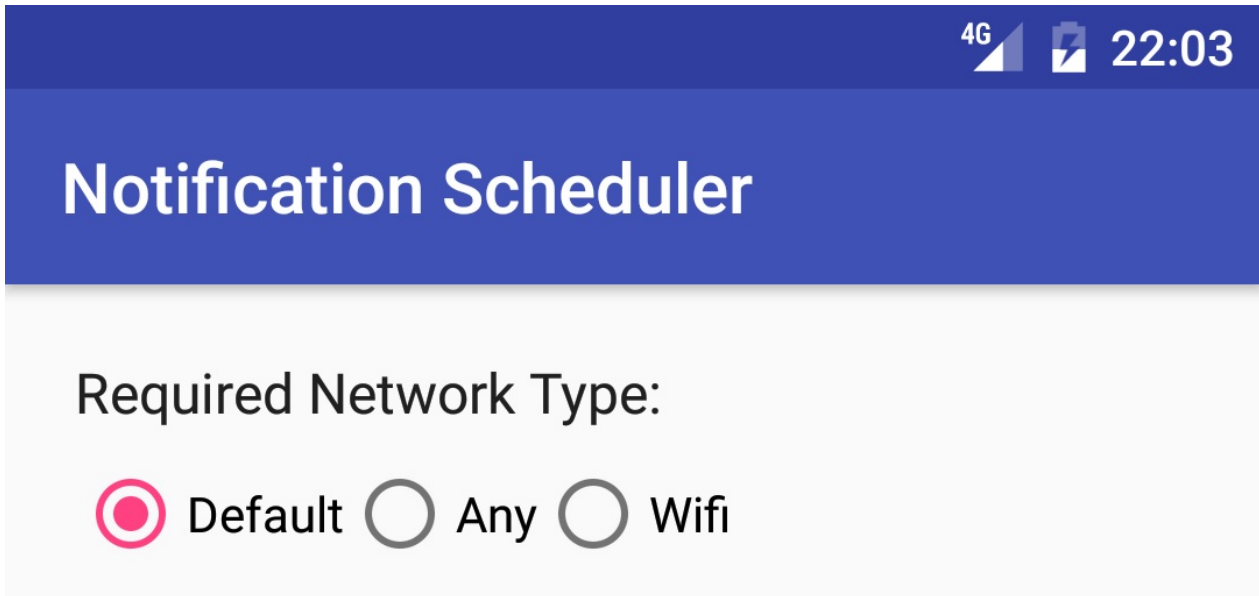 4G 22:03
Notification Scheduler
Required Network Type:
Default Any Wifi